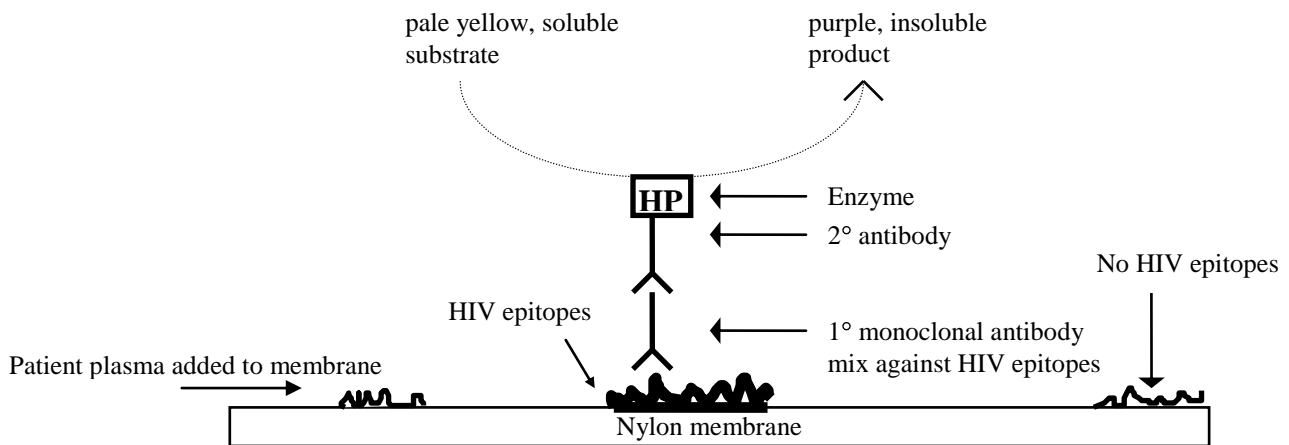 pale yellow, soluble
substrate
purple, insoluble
product
HP
Enzyme
2° antibody
No HIV epitopes
HIV epitopes
1° monoclonal antibody
mix against HIV epitopes
Patient plasma added to membrane
Nylon membrane